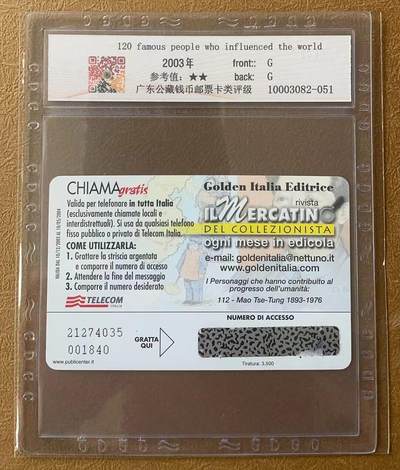 120 famous people who influenced the world
2003年 front:: G
参考值：★★ back: G
广东公藏钱币邮票卡类评级 10003082-051
CHIAMAgratis
Valida per telefonare in tutta Italia
(esclusivamente chiamate locali e
interdistrettuali). Si usa da qualsiasi telefono
fisso pubblico o privato di Telecom Italia.
COME UTILIZZARLA:
1. Grattare la striscia argentata
e comporre il numero di accesso
2. Attendere la fine del messaggio
3. Comporre il numero desiderato
TELECOM
ITALIA
21274035
001840
GRATTA
QUI
www.publicenter.it
Golden Italia Editrice
rivista
IL MERCATINO
DEL COLLEZIONISTA
ogni mese in edicola
e-mail: goldenitalia@nettuno.it
www.goldenitalia.com
I Personaggi che hanno contribuito al
progresso dell'umanità:
112 - Mao Tse-Tung 1893-1976
NUMERO DI ACCESSO
Tiratura: 3.500